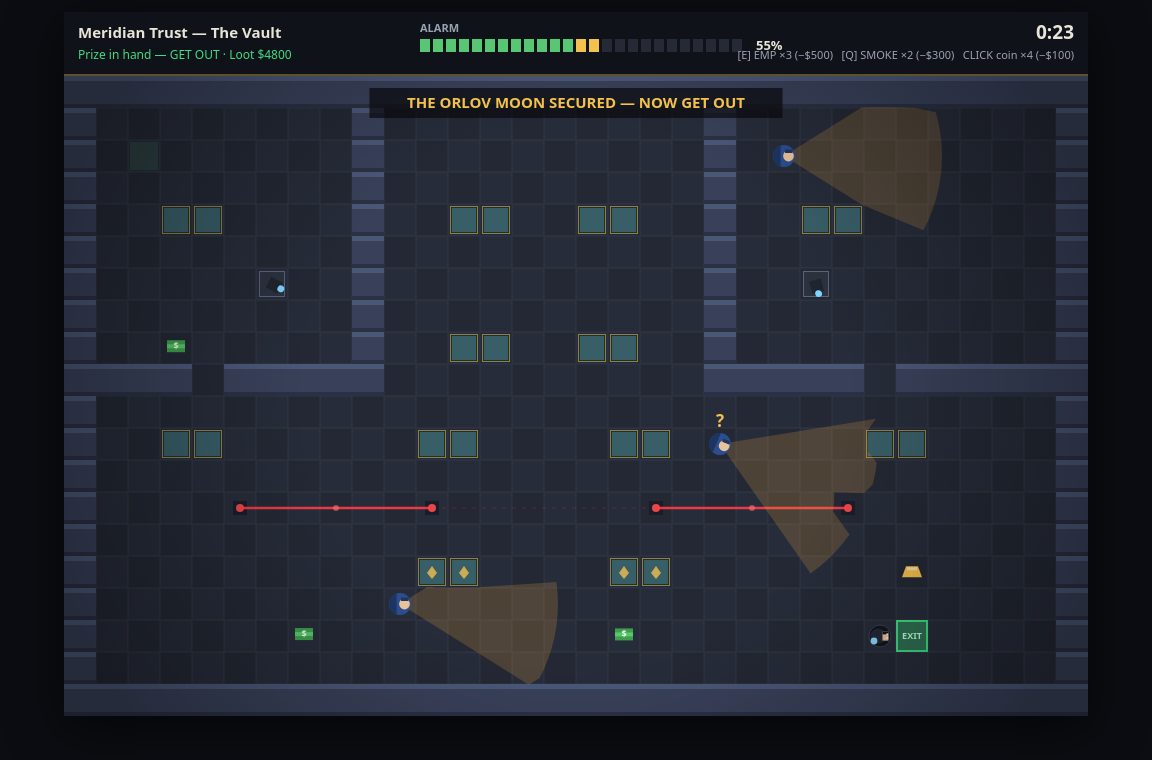 Meridian Trust — The Vault
Prize in hand — GET OUT · Loot $4800
ALARM
55%
0:23
[E] EMP ×3 (−$500) [Q] SMOKE ×2 (−$300) CLICK coin ×4 (−$100)
THE ORLOV MOON SECURED — NOW GET OUT
$
?
$
$
EXIT